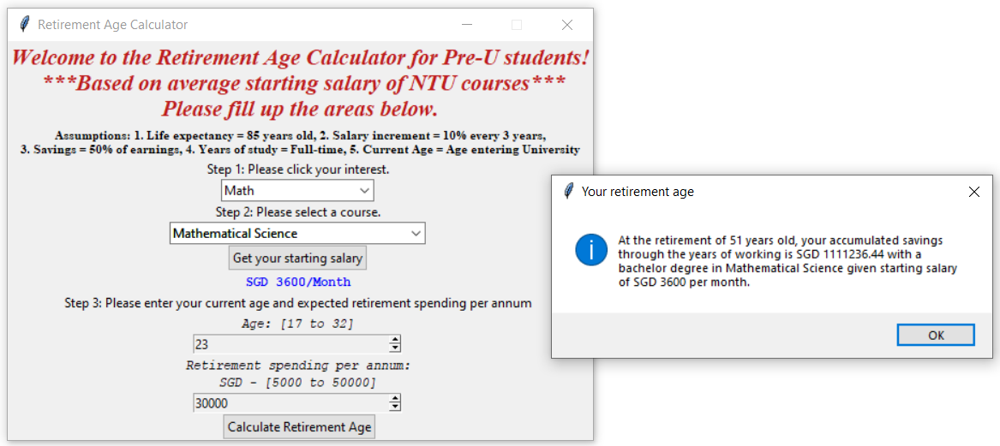 Retirement Age Calculator
Welcome to the Retirement Age Calculator for Pre-U students!
***Based on average starting salary of NTU courses***
Please fill up the areas below.
Assumptions: 1. Life expectancy = 85 years old, 2. Salary increment = 10% every 3 years,
3. Savings = 50% of earnings, 4. Years of study = Full-time, 5. Current Age = Age entering University
Step 1: Please click your interest.
Math
Step 2: Please select a course.
Mathematical Science
Get your starting salary
SGD 3600/Month
Step 3: Please enter your current age and expected retirement spending per annum
Age: [17 to 32]
23
Retirement spending per annum:
SGD - [5000 to 50000]
30000
Calculate Retirement Age
Your retirement age
At the retirement of 51 years old, your accumulated savings
through the years of working is SGD 1111236.44 with a
bachelor degree in Mathematical Science given starting salary
of SGD 3600 per month.
OK